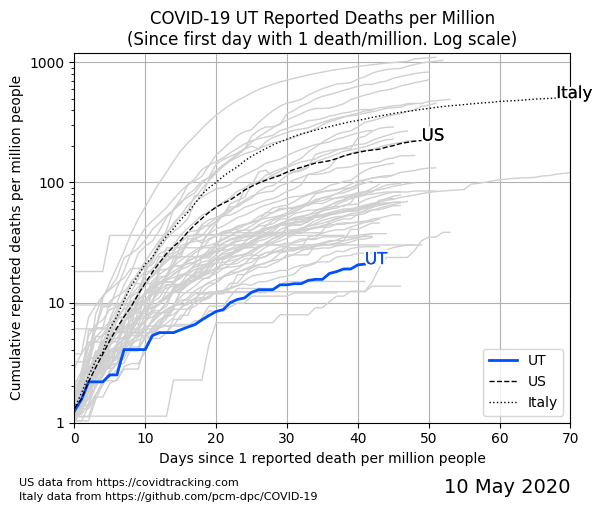 COVID-19 UT Reported Deaths per Million
(Since first day with 1 death/million. Log scale)
Cumulative reported deaths per million people
1000
100
10
1
Italy
US
UT
UT
US
Italy
0 10 20 30 40 50 60 70
Days since 1 reported death per million people
US data from https://covidtracking.com
Italy data from https://github.com/pcm-dpc/COVID-19
10 May 2020